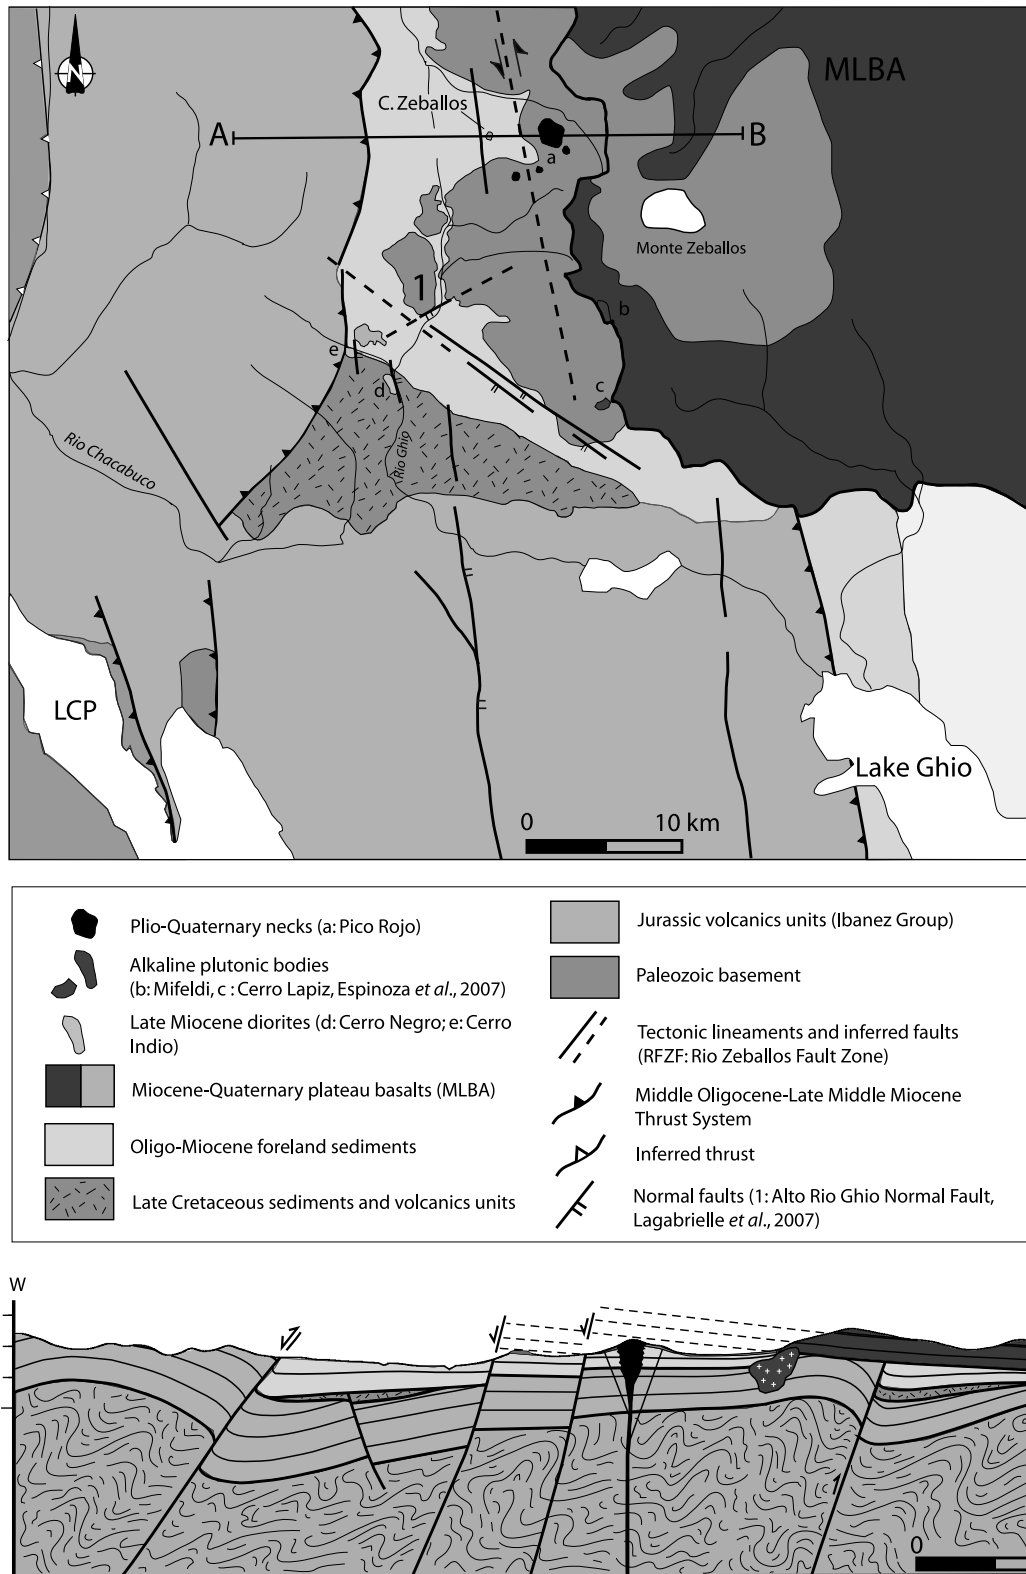 N
MLBA
C. Zeballos
A
B
a
Monte Zeballos
1
b
e
d
c
Rio Chacabuco
Rio Ghio
LCP
Lake Ghio
0 10 km
Plio-Quaternary necks (a: Pico Rojo)
Alkaline plutonic bodies
(b: Mifeldi, c : Cerro Lapiz, Espinoza et al., 2007)
Late Miocene diorites (d: Cerro Negro; e: Cerro
Indio)
Miocene-Quaternary plateau basalts (MLBA)
Oligo-Miocene foreland sediments
Late Cretaceous sediments and volcanics units
Jurassic volcanics units (Ibanez Group)
Paleozoic basement
Tectonic lineaments and inferred faults
(RFZF: Rio Zeballos Fault Zone)
Middle Oligocene-Late Middle Miocene
Thrust System
Inferred thrust
Normal faults (1: Alto Rio Ghio Normal Fault,
Lagabrielle et al., 2007)
W
0